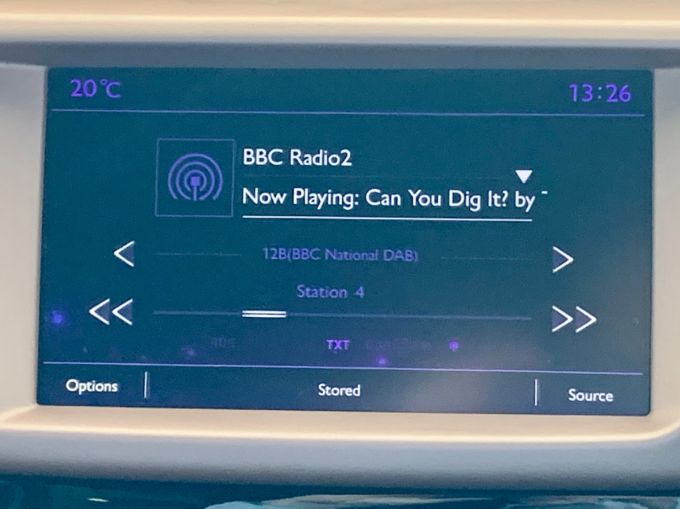 20°C 13:26
BBC Radio2
Now Playing: Can You Dig It? by -
12B(BBC National DAB)
Station 4
TXT
Options Stored Source